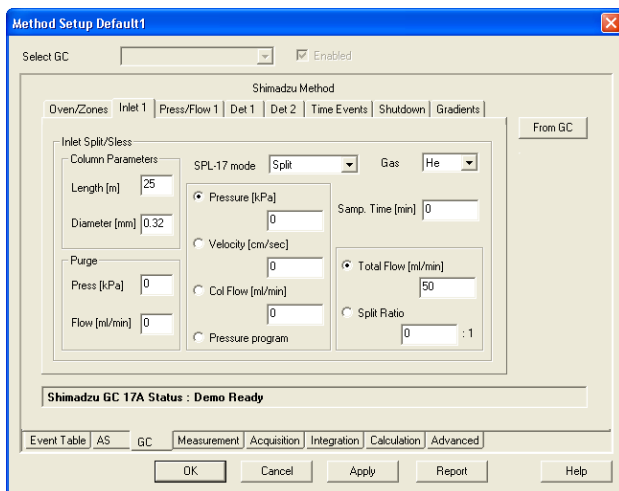 Method Setup Default1
Select GC
Enabled
Shimadzu Method
Oven/Zones Inlet 1 Press/Flow 1 Det 1 Det 2 Time Events Shutdown Gradients
From GC
Inlet Split/Sless
Column Parameters
SPL-17 mode Split Gas He
Length [m] 25
Pressure [kPa]
0
Samp. Time [min] 0
Diameter [mm] 0.32
Velocity [cm/sec]
0
Purge
Total Flow [ml/min]
50
Press [kPa] 0
Col Flow [ml/min]
0
Split Ratio
0 : 1
Flow [ml/min] 0
Pressure program
Shimadzu GC 17A Status : Demo Ready
Event Table AS GC Measurement Acquisition Integration Calculation Advanced
OK Cancel Apply Report Help